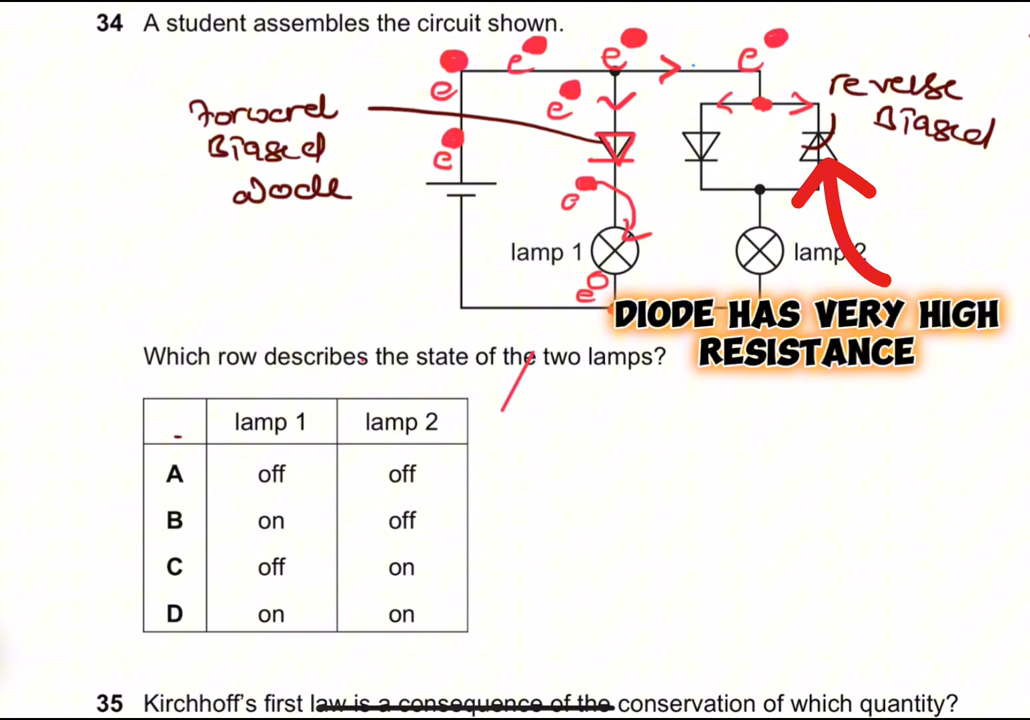 34 A student assembles the circuit shown.
e e e e
e
reverse
Biased
Forward
Biased
Diode
e
e
lamp 1
lamp 2
e
DIODE HAS VERY HIGH
RESISTANCE
Which row describes the state of the two lamps?
lamp 1 lamp 2
A off off
B on off
C off on
D on on
35 Kirchhoff's first law is a consequence of the conservation of which quantity?